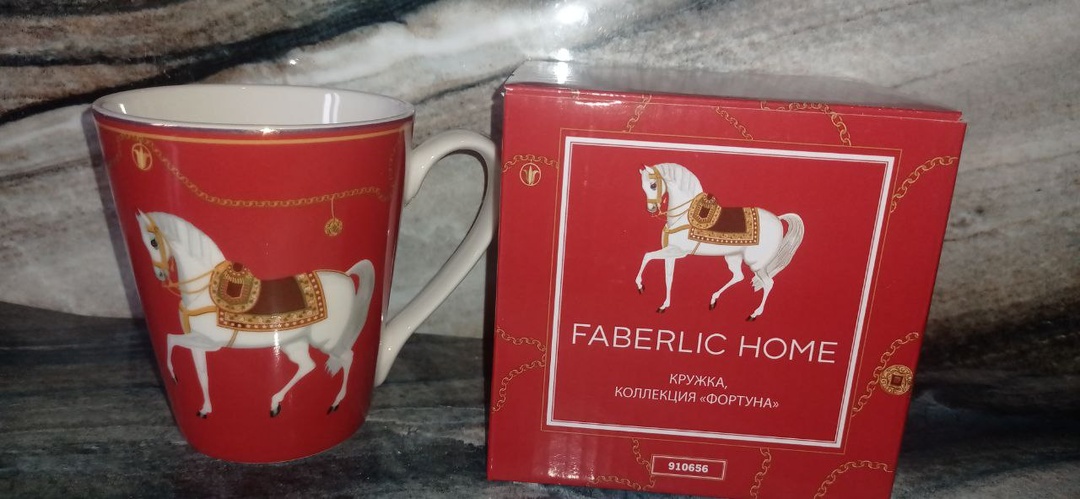 FABERLIC HOME
КРУЖКА,
КОЛЛЕКЦИЯ «ФОРТУНА»
910656